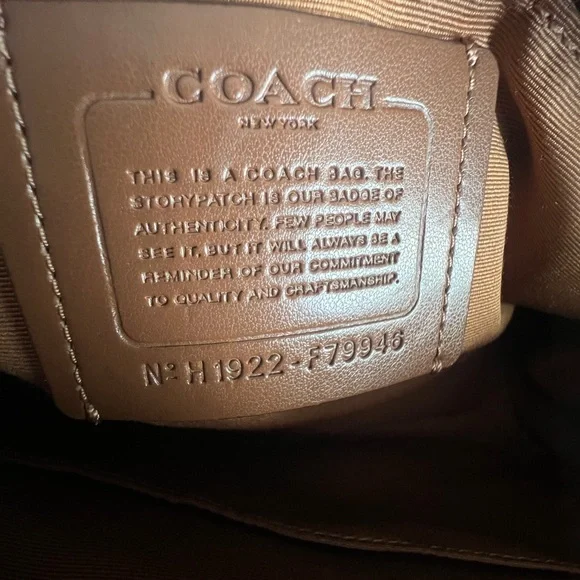 COACH
NEW YORK
THIS IS A COACH BAG. THE
STORYPATCH IS OUR BADGE OF
AUTHENTICITY. FEW PEOPLE MAY
SEE IT, BUT IT WILL ALWAYS BE A
REMINDER OF OUR COMMITMENT
TO QUALITY AND CRAFTSMANSHIP.
Nº H1922-F79946